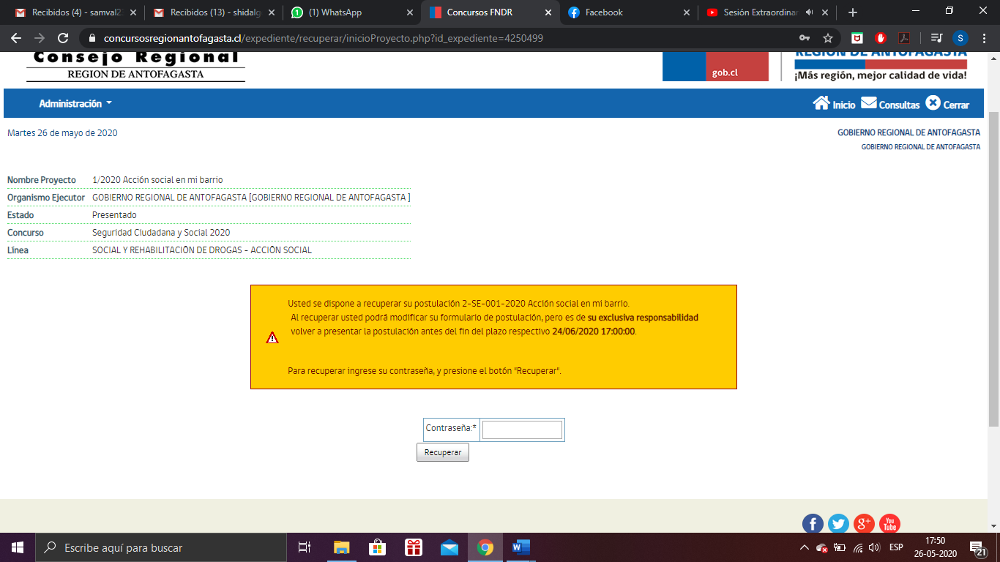 Recibidos (4) - samval2
Recibidos (13) - shidalg
(1) WhatsApp
Concursos FNDR
Facebook
Sesión Extraordinar
concursosregionantofagasta.cl/expediente/recuperar/inicioProyecto.php?id_expediente=4250499
S
Consejo Regional
REGION DE ANTOFAGASTA
gob.cl
REGIÓN DE ANTOFAGASTA
¡Más región, mejor calidad de vida!
Administración
Inicio
Consultas
Cerrar
Martes 26 de mayo de 2020
GOBIERNO REGIONAL DE ANTOFAGASTA
GOBIERNO REGIONAL DE ANTOFAGASTA
Nombre Proyecto 1/2020 Acción social en mi barrio
Organismo Ejecutor GOBIERNO REGIONAL DE ANTOFAGASTA [GOBIERNO REGIONAL DE ANTOFAGASTA ]
Estado Presentado
Concurso Seguridad Ciudadana y Social 2020
Línea SOCIAL Y REHABILITACIÓN DE DROGAS - ACCIÓN SOCIAL
Usted se dispone a recuperar su postulación 2-SE-001-2020 Acción social en mi barrio.
Al recuperar usted podrá modificar su formulario de postulación, pero es de su exclusiva responsabilidad
volver a presentar la postulación antes del fin del plazo respectivo 24/06/2020 17:00:00.
Para recuperar ingrese su contraseña, y presione el botón "Recuperar".
Contraseña:*
Recuperar
f
g+
You
Tube
Escribe aquí para buscar
W
ESP
17:50
26-05-2020
21